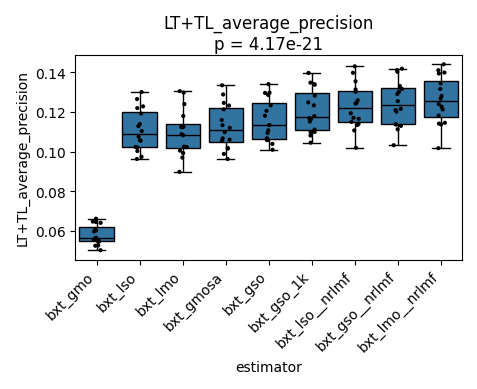 LT+TL_average_precision
p = 4.17e-21
LT+TL_average_precision
0.14
0.12
0.10
0.08
0.06
bxt_gmo
bxt_lso
bxt_lmo
bxt_gmosa
bxt_gso
bxt_gso_1k
bxt_lso__nrlmf
bxt_gso__nrlmf
bxt_lmo__nrlmf
estimator